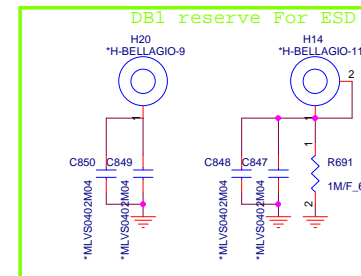 DB1 reserve For ESD
H20
*H-BELLAGIO-9
1
C850
C849
*MLVS0402M04
*MLVS0402M04
H14
*H-BELLAGIO-11
2
1
C848
C847
*MLVS0402M04
*MLVS0402M04
1
R691
1M/F_6
2